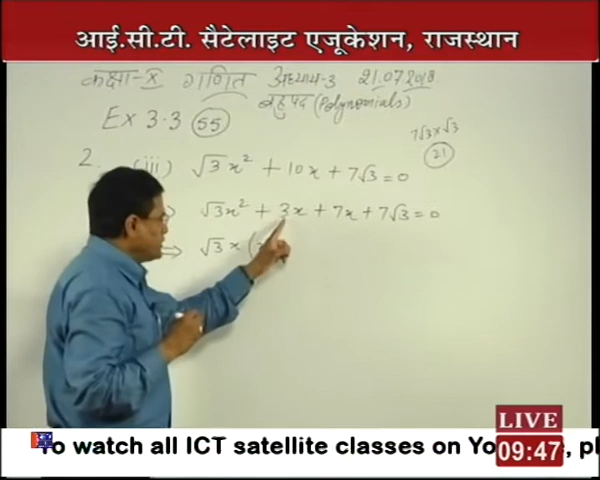 आई.सी.टी. सैटेलाइट एजूकेशन, राजस्थान
कक्षा-X गणित अध्याय-3 21.07.2018
बहुपद (Polynomials)
Ex 3.3 (55)
7√3×√3
21
2. (iii) √3x² + 10x + 7√3 = 0
⇒ √3x² + 3x + 7x + 7√3 = 0
⇒ √3x (x
LIVE
09:47
To watch all ICT satellite classes on